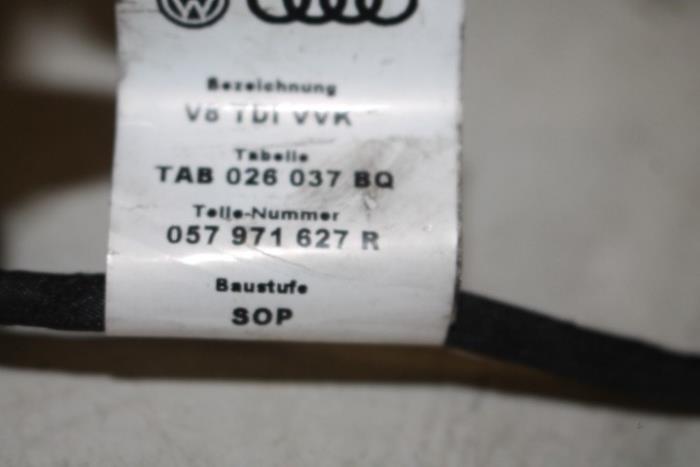 Bezeichnung
V8 TDI VVK
Tabelle
TAB 026 037 BQ
Teile-Nummer
057 971 627 R
Baustufe
SOP